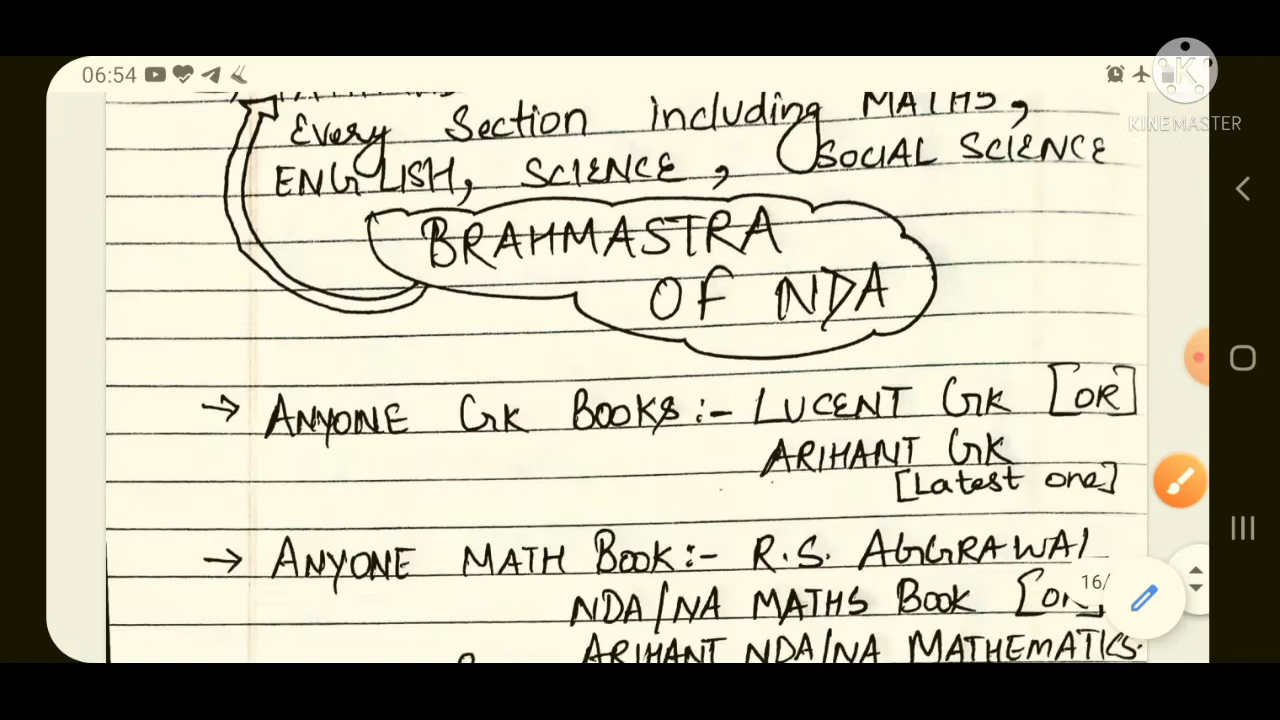 06:54
KINEMASTER
Every Section including MATHS,
ENGLISH, SCIENCE, SOCIAL SCIENCE
BRAHMASTRA
OF NDA
→ ANYONE GK BOOKS:- LUCENT GK [OR]
ARIHANT GK
[Latest one]
→ ANYONE MATH BOOK:- R.S. AGGRAWAL
NDA/NA MATHS BOOK [OR]
16/
ARIHANT NDA/NA MATHEMATICS.